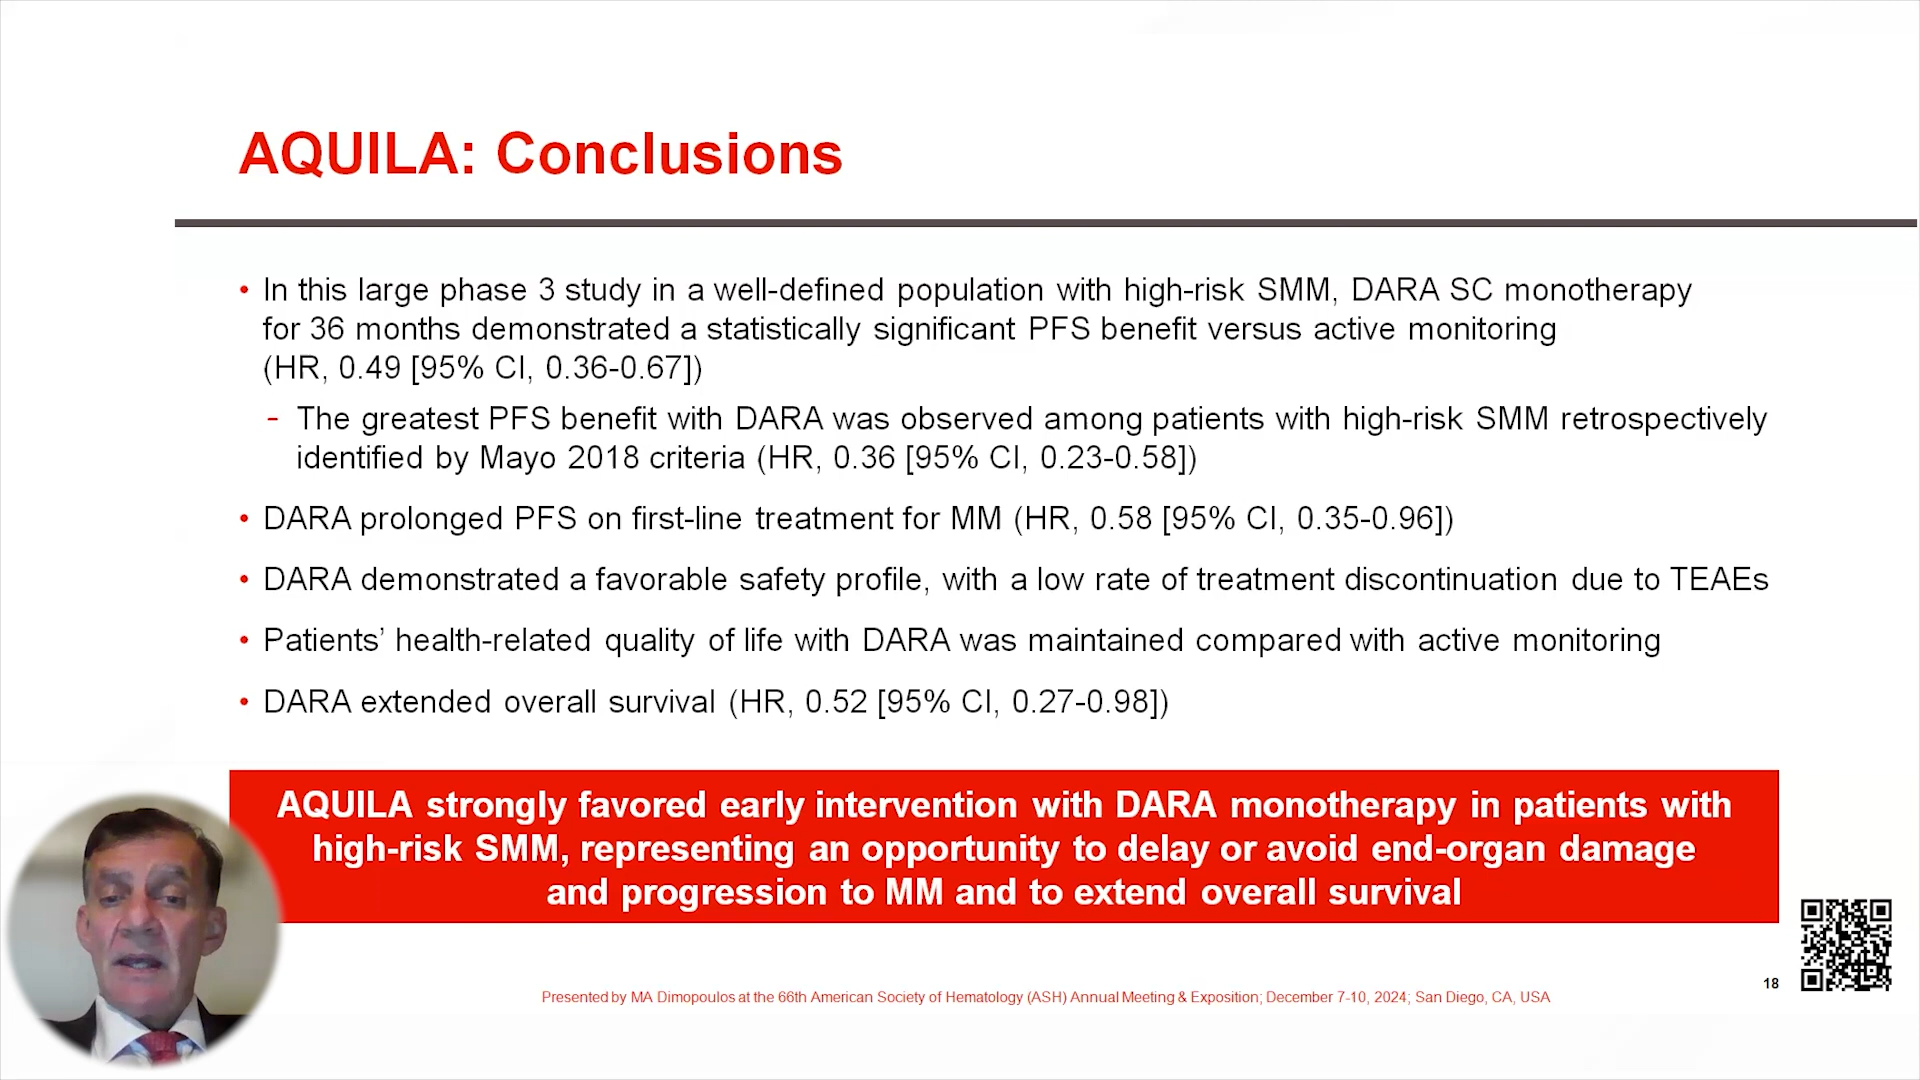 AQUILA: Conclusions
• In this large phase 3 study in a well-defined population with high-risk SMM, DARA SC monotherapy
for 36 months demonstrated a statistically significant PFS benefit versus active monitoring
(HR, 0.49 [95% CI, 0.36-0.67])
- The greatest PFS benefit with DARA was observed among patients with high-risk SMM retrospectively
identified by Mayo 2018 criteria (HR, 0.36 [95% CI, 0.23-0.58])
• DARA prolonged PFS on first-line treatment for MM (HR, 0.58 [95% CI, 0.35-0.96])
• DARA demonstrated a favorable safety profile, with a low rate of treatment discontinuation due to TEAEs
• Patients’ health-related quality of life with DARA was maintained compared with active monitoring
• DARA extended overall survival (HR, 0.52 [95% CI, 0.27-0.98])
AQUILA strongly favored early intervention with DARA monotherapy in patients with
high-risk SMM, representing an opportunity to delay or avoid end-organ damage
and progression to MM and to extend overall survival
18
Presented by MA Dimopoulos at the 66th American Society of Hematology (ASH) Annual Meeting & Exposition; December 7-10, 2024; San Diego, CA, USA